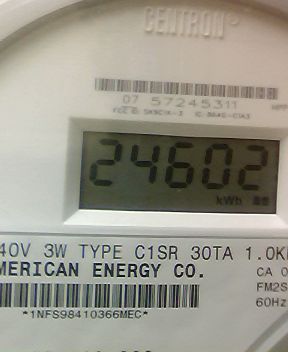 CENTRON
07 57245311
24602
kWh
40V 3W TYPE C1SR 30TA 1.0K
MERICAN ENERGY CO.
CA 0
FM2S
60Hz
*1NFS98410366MEC*